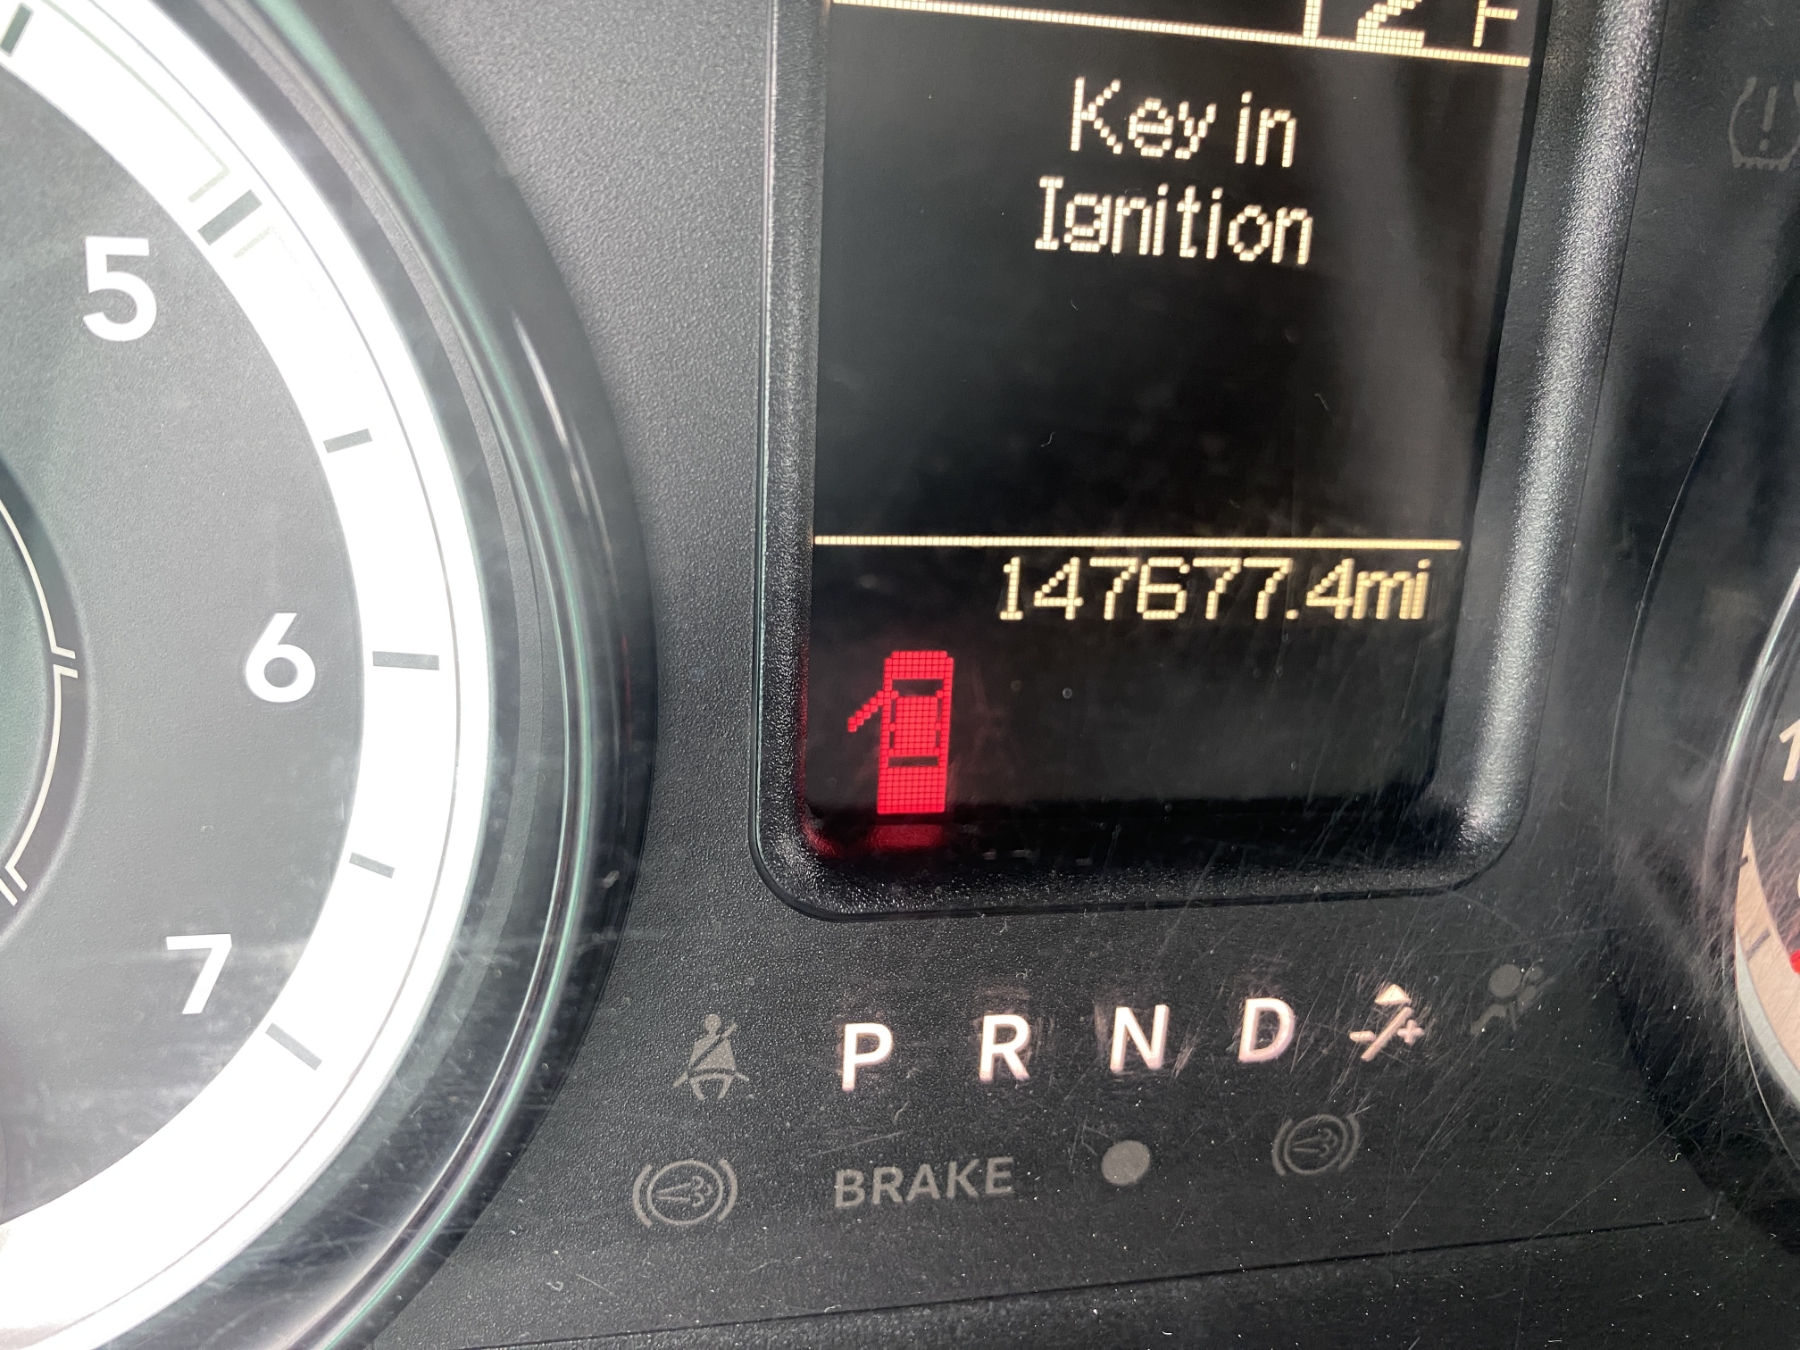 Key in
Ignition
147677.4mi
5
6
7
P R N D
BRAKE